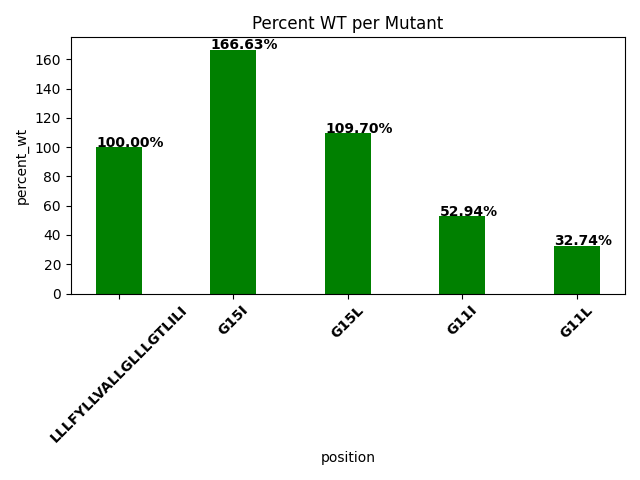 Percent WT per Mutant
percent_wt
160
140
120
100
80
60
40
20
0
100.00%
166.63%
109.70%
52.94%
32.74%
LLLFYLLVALLGLLLGTLILI
G15I
G15L
G11I
G11L
position